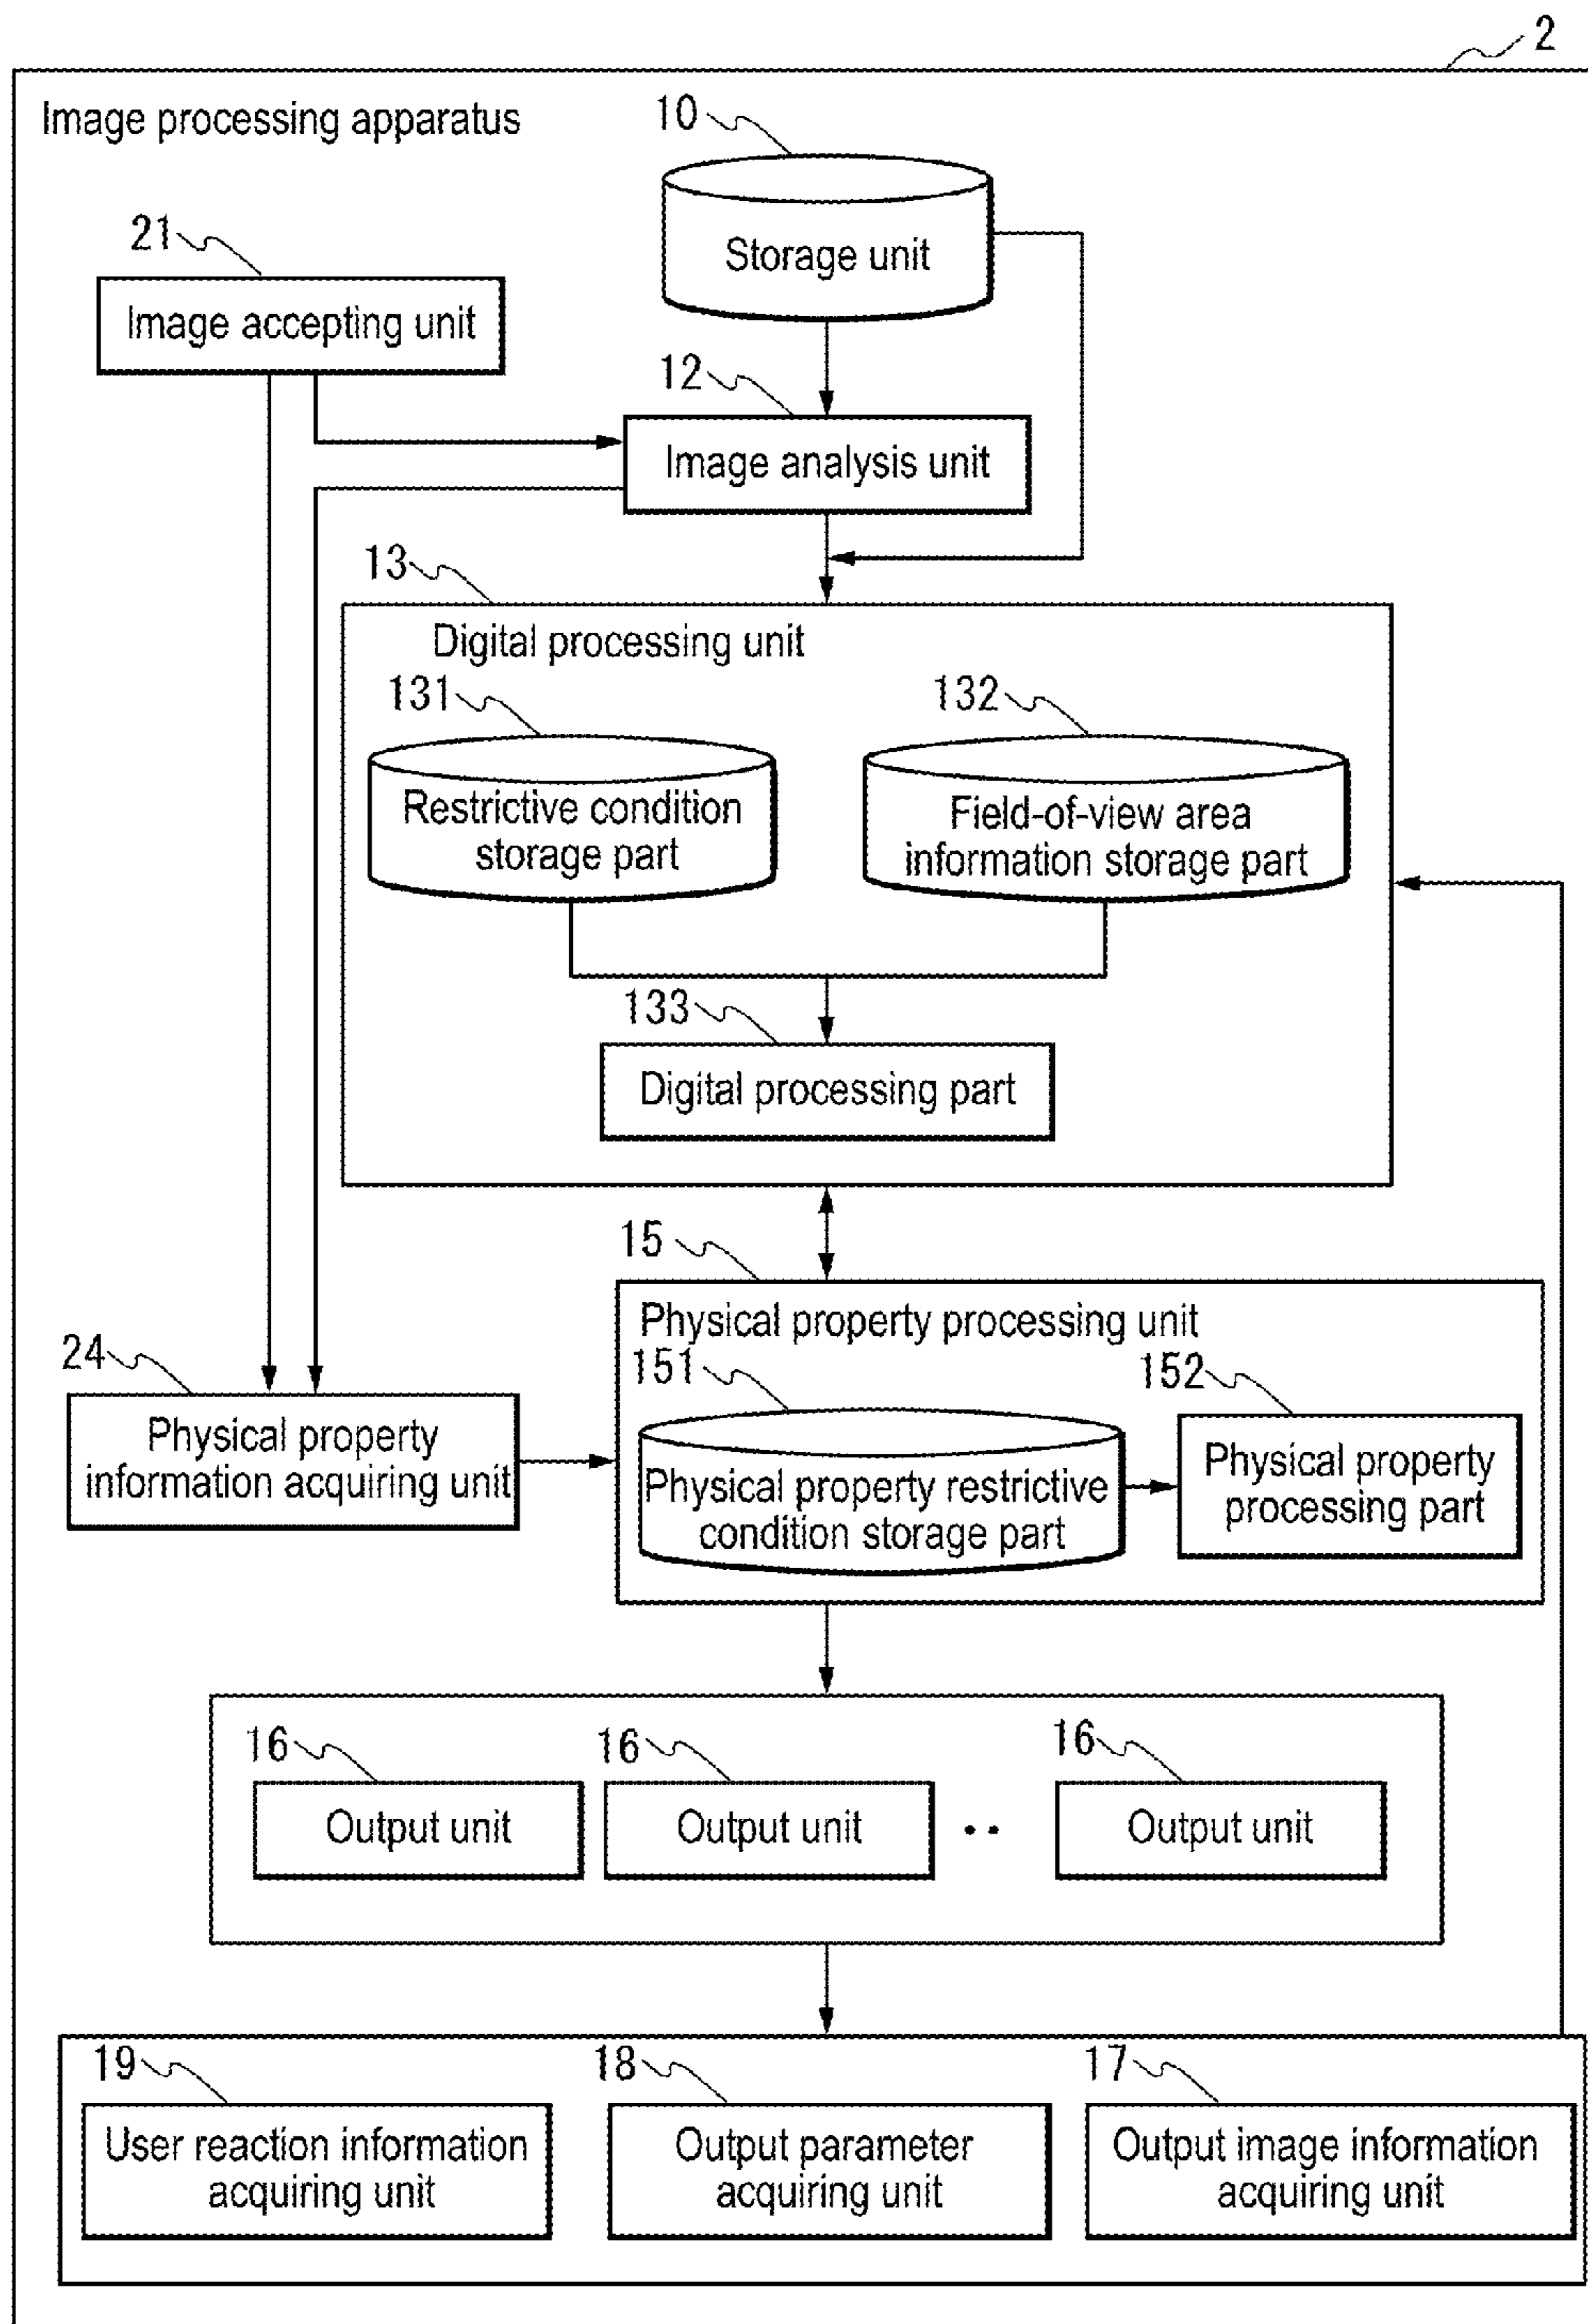 2
Image processing apparatus
10
Storage unit
21
Image accepting unit
12
Image analysis unit
13
Digital processing unit
131
Restrictive condition
storage part
132
Field-of-view area
information storage part
133
Digital processing part
15
Physical property processing unit
24
Physical property
information acquiring unit
151
Physical property restrictive
condition storage part
152
Physical property
processing part
16
Output unit
16
Output unit
••
16
Output unit
19
User reaction information
acquiring unit
18
Output parameter
acquiring unit
17
Output image information
acquiring unit